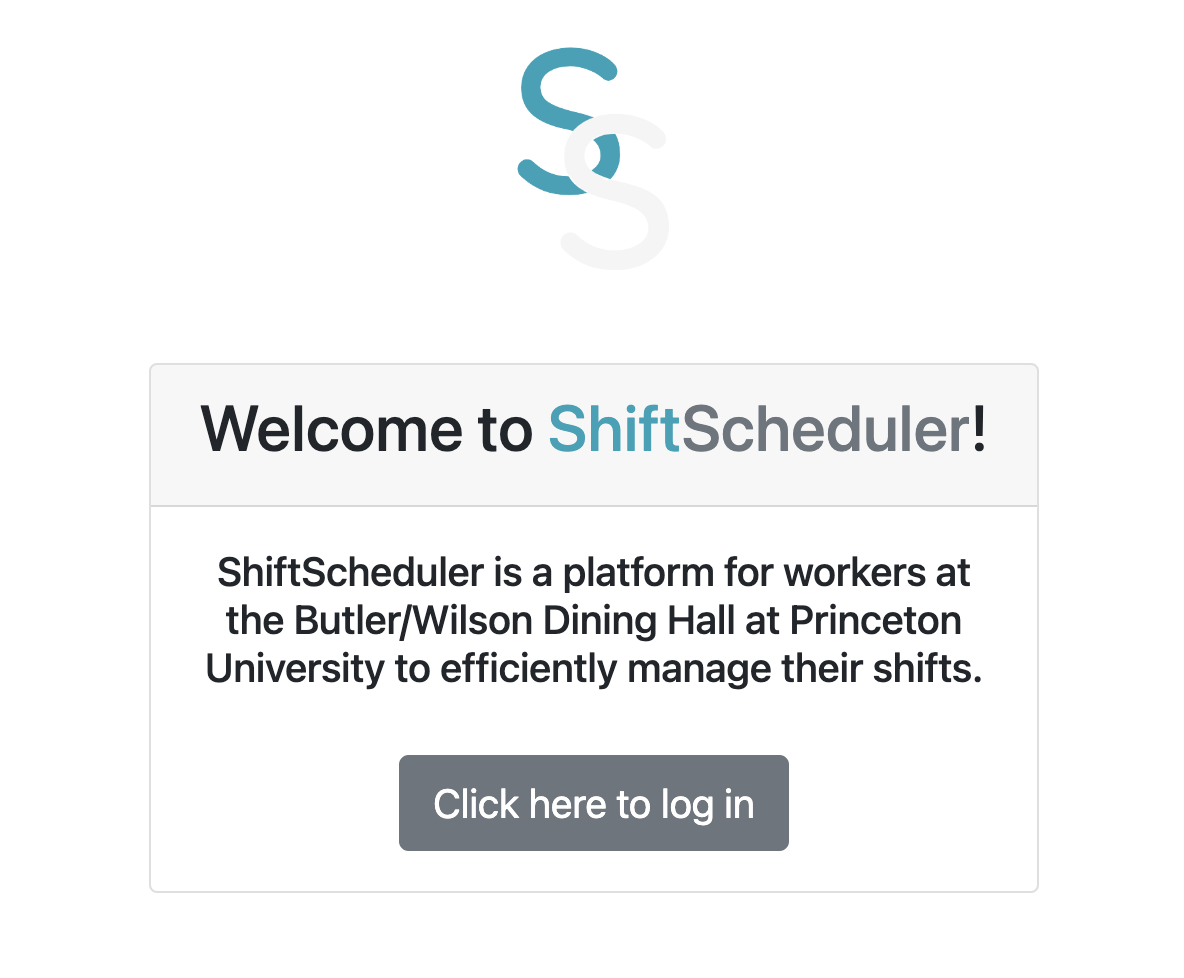 SS
Welcome to ShiftScheduler!
ShiftScheduler is a platform for workers at
the Butler/Wilson Dining Hall at Princeton
University to efficiently manage their shifts.
Click here to log in